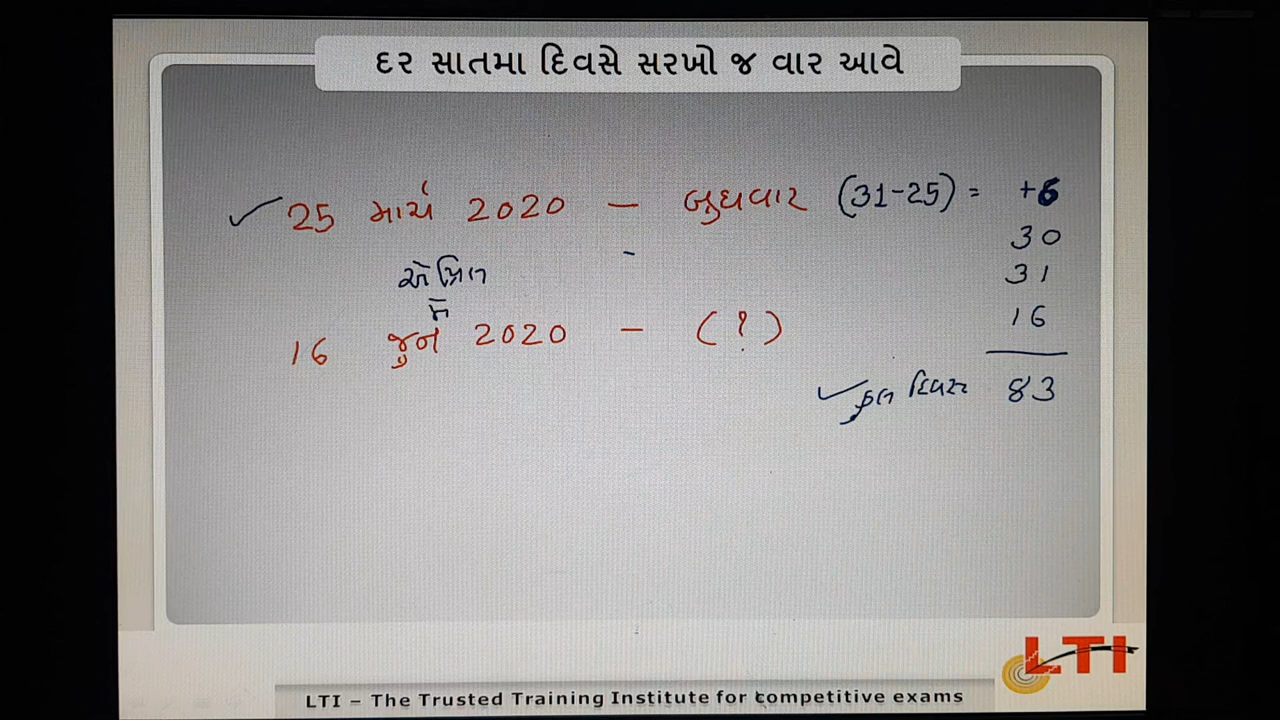 દર સાતમા દિવસે સરખો જ વાર આવે
25 માર્ચ 2020 - બુધવાર (31-25) = +6
એપ્રિલ 30
મે 31
16 જુન 2020 - (?) 16
કુલ દિવસ 83
LTI
LTI – The Trusted Training Institute for competitive exams